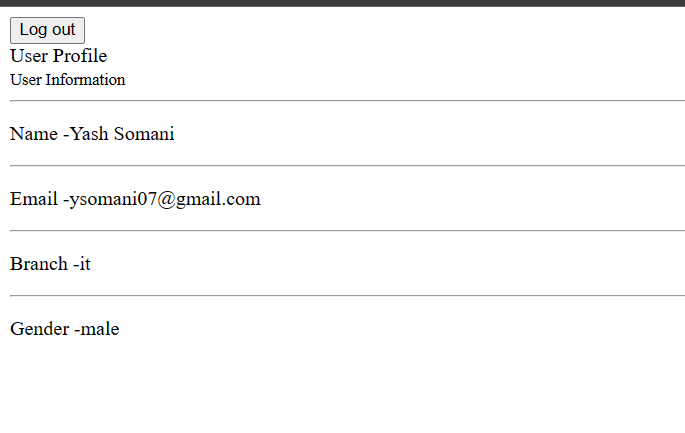 Log out
User Profile
User Information
Name -Yash Somani
Email -ysomani07@gmail.com
Branch -it
Gender -male